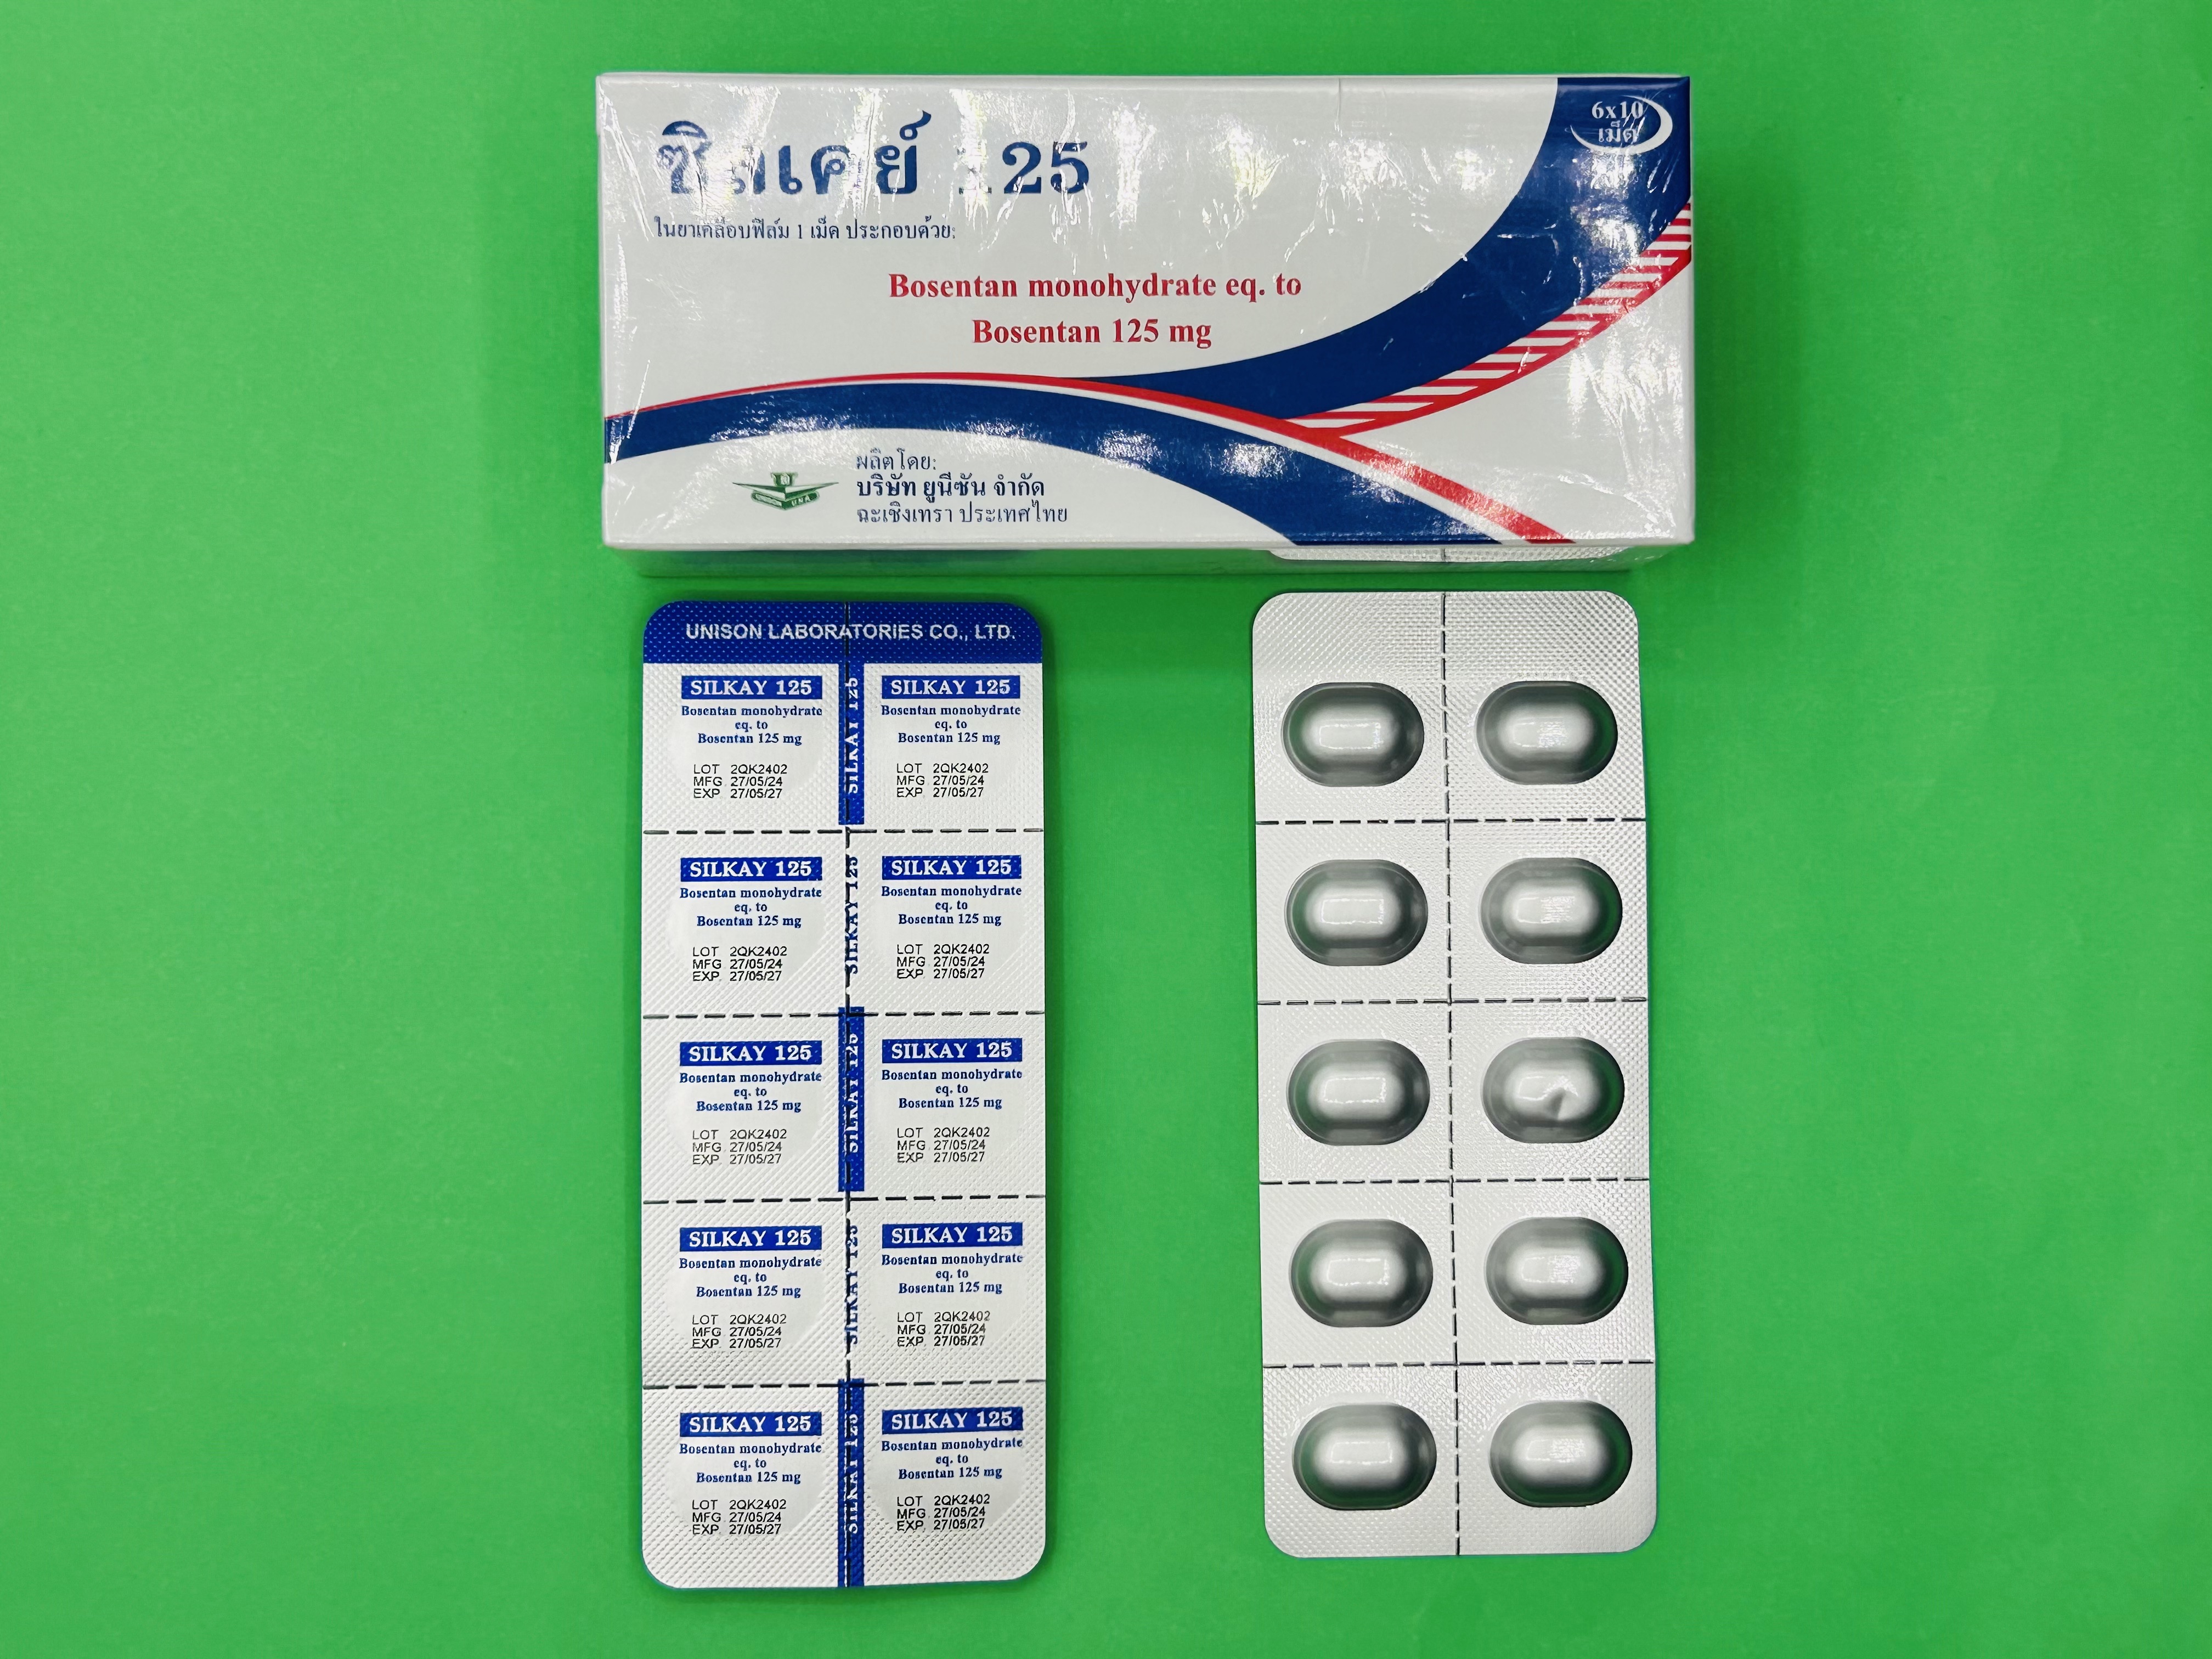 ซิลเคย์ 125
6x10
เม็ด
ในยาเคลือบฟิล์ม 1 เม็ด ประกอบด้วย:
Bosentan monohydrate eq. to
Bosentan 125 mg
ผลิตโดย:
บริษัท ยูนีซัน จำกัด
ฉะเชิงเทรา ประเทศไทย
UNISON LABORATORIES CO., LTD.
SILKAY 125
Bosentan monohydrate
eq. to
Bosentan 125 mg
LOT 2QK2402
MFG 27/05/24
EXP 27/05/27
SILKAY 125
SILKAY 125
Bosentan monohydrate
eq. to
Bosentan 125 mg
LOT 2QK2402
MFG 27/05/24
EXP 27/05/27
SILKAY 125
Bosentan monohydrate
eq. to
Bosentan 125 mg
LOT 2QK2402
MFG 27/05/24
EXP 27/05/27
SILKAY 125
SILKAY 125
Bosentan monohydrate
eq. to
Bosentan 125 mg
LOT 2QK2402
MFG 27/05/24
EXP 27/05/27
SILKAY 125
Bosentan monohydrate
eq. to
Bosentan 125 mg
LOT 2QK2402
MFG 27/05/24
EXP 27/05/27
SILKAY 125
SILKAY 125
Bosentan monohydrate
eq. to
Bosentan 125 mg
LOT 2QK2402
MFG 27/05/24
EXP 27/05/27
SILKAY 125
Bosentan monohydrate
eq. to
Bosentan 125 mg
LOT 2QK2402
MFG 27/05/24
EXP 27/05/27
SILKAY 125
SILKAY 125
Bosentan monohydrate
eq. to
Bosentan 125 mg
LOT 2QK2402
MFG 27/05/24
EXP 27/05/27
SILKAY 125
Bosentan monohydrate
eq. to
Bosentan 125 mg
LOT 2QK2402
MFG 27/05/24
EXP 27/05/27
SILKAY 125
SILKAY 125
Bosentan monohydrate
eq. to
Bosentan 125 mg
LOT 2QK2402
MFG 27/05/24
EXP 27/05/27